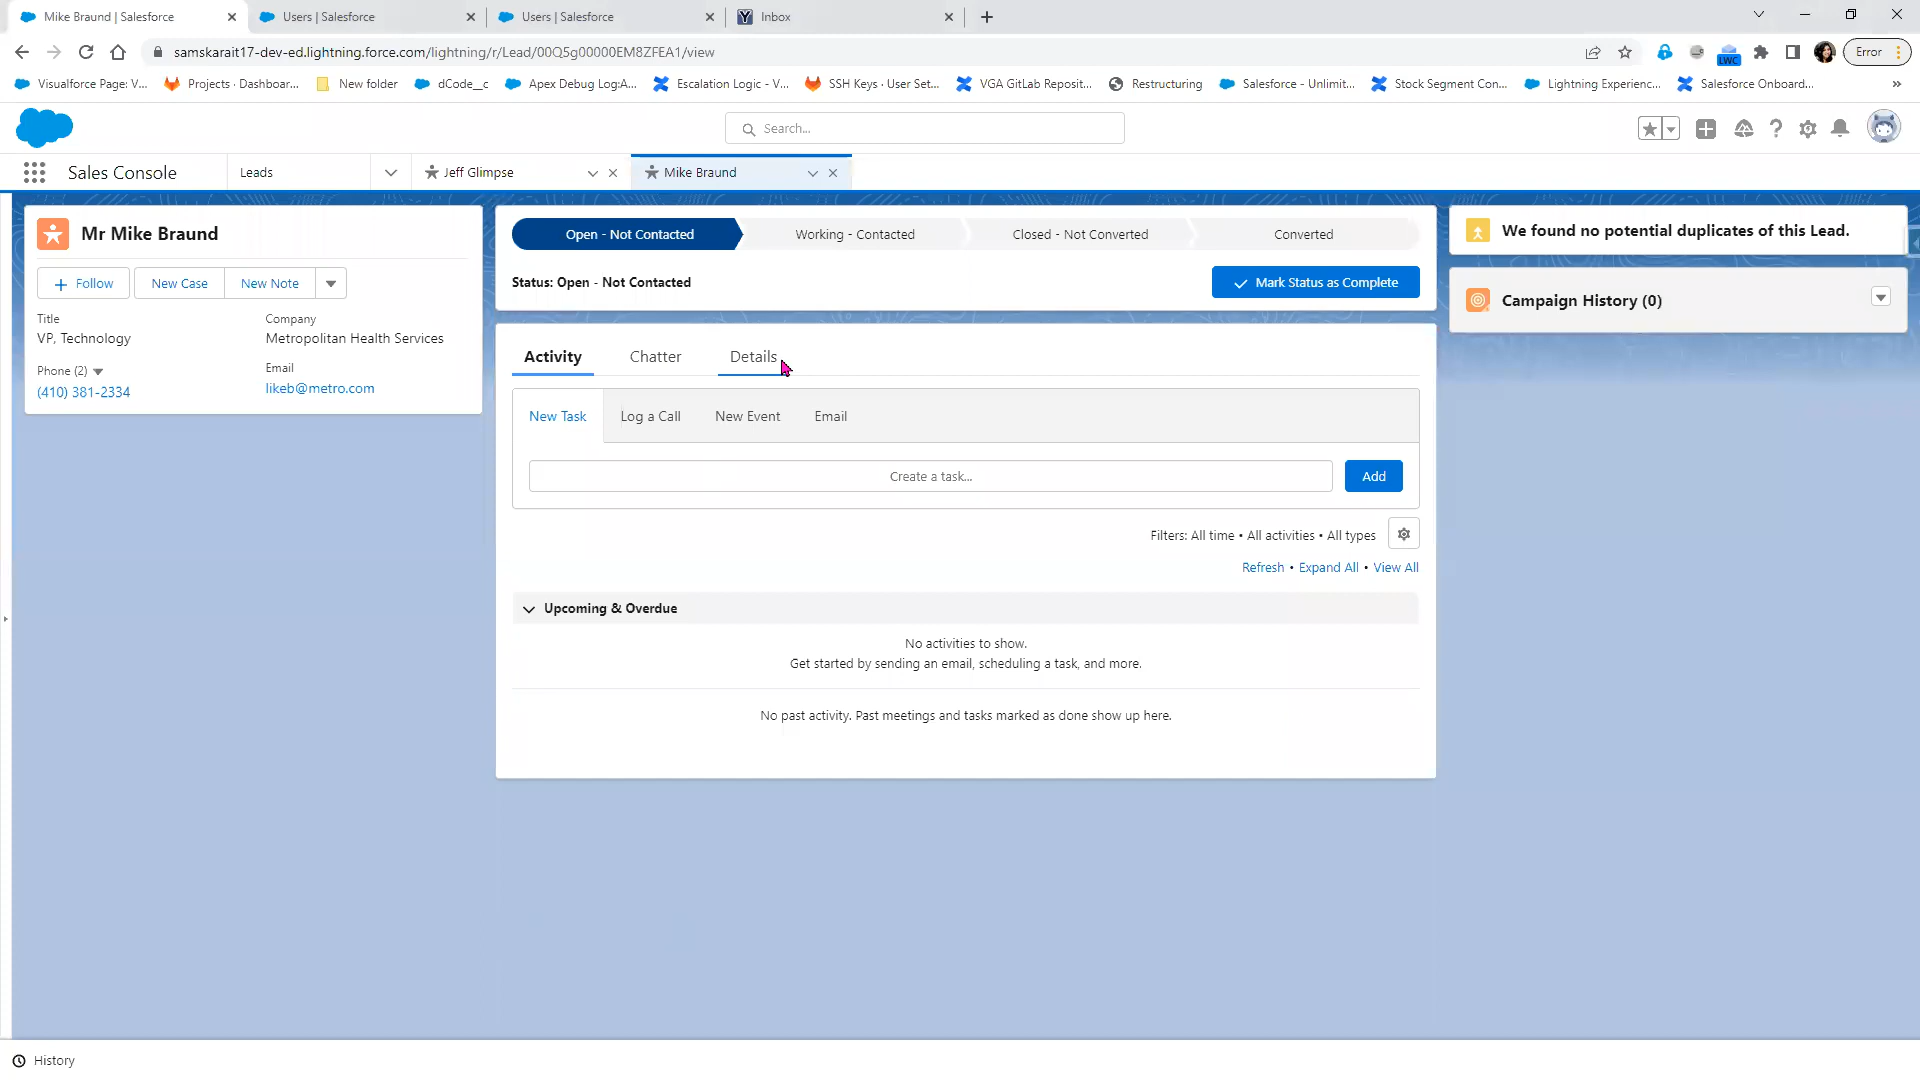 Mike Braund | Salesforce
Users | Salesforce
Users | Salesforce
Inbox
samskarait17-dev-ed.lightning.force.com/lightning/r/Lead/00Q5g00000EM8ZFEA1/view
LWC
Error
Visualforce Page: V...
Projects · Dashboar...
New folder
dCode__c
Apex Debug Log:A...
Escalation Logic - V...
SSH Keys · User Set...
VGA GitLab Reposit...
Restructuring
Salesforce - Unlimit...
Stock Segment Con...
Lightning Experienc...
Salesforce Onboard...
»
Search...
Sales Console
Leads
Jeff Glimpse
Mike Braund
Mr Mike Braund
Follow
New Case
New Note
Title
VP, Technology
Company
Metropolitan Health Services
Phone (2)
(410) 381-2334
Email
likeb@metro.com
Open - Not Contacted
Working - Contacted
Closed - Not Converted
Converted
Status: Open - Not Contacted
Mark Status as Complete
Activity
Chatter
Details
New Task
Log a Call
New Event
Email
Create a task...
Add
Filters: All time • All activities • All types
Refresh • Expand All • View All
Upcoming & Overdue
No activities to show.
Get started by sending an email, scheduling a task, and more.
No past activity. Past meetings and tasks marked as done show up here.
We found no potential duplicates of this Lead.
Campaign History (0)
History